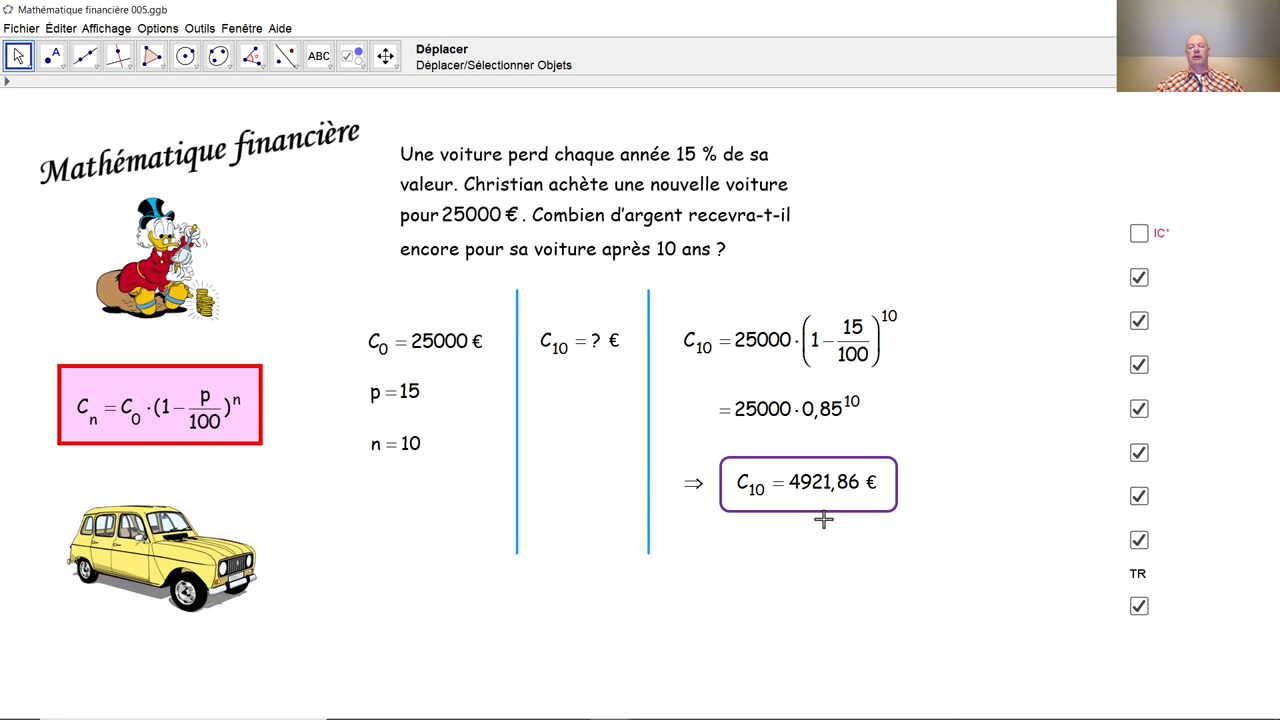 Mathématique financière 005.ggb
Fichier Éditer Affichage Options Outils Fenêtre Aide
A
ABC
Déplacer
Déplacer/Sélectionner Objets
Mathématique financière
Une voiture perd chaque année 15 % de sa
valeur. Christian achète une nouvelle voiture
pour 25000 € . Combien d'argent recevra-t-il
encore pour sa voiture après 10 ans ?
IC*
C₀ = 25000 €
p = 15
n = 10
C₁₀ = ? €
C₁₀ = 25000 · (1 − 15/100)¹⁰
= 25000 · 0,85¹⁰
⇒ C₁₀ = 4921,86 €
Cₙ = C₀ · (1 − p/100)ⁿ
TR